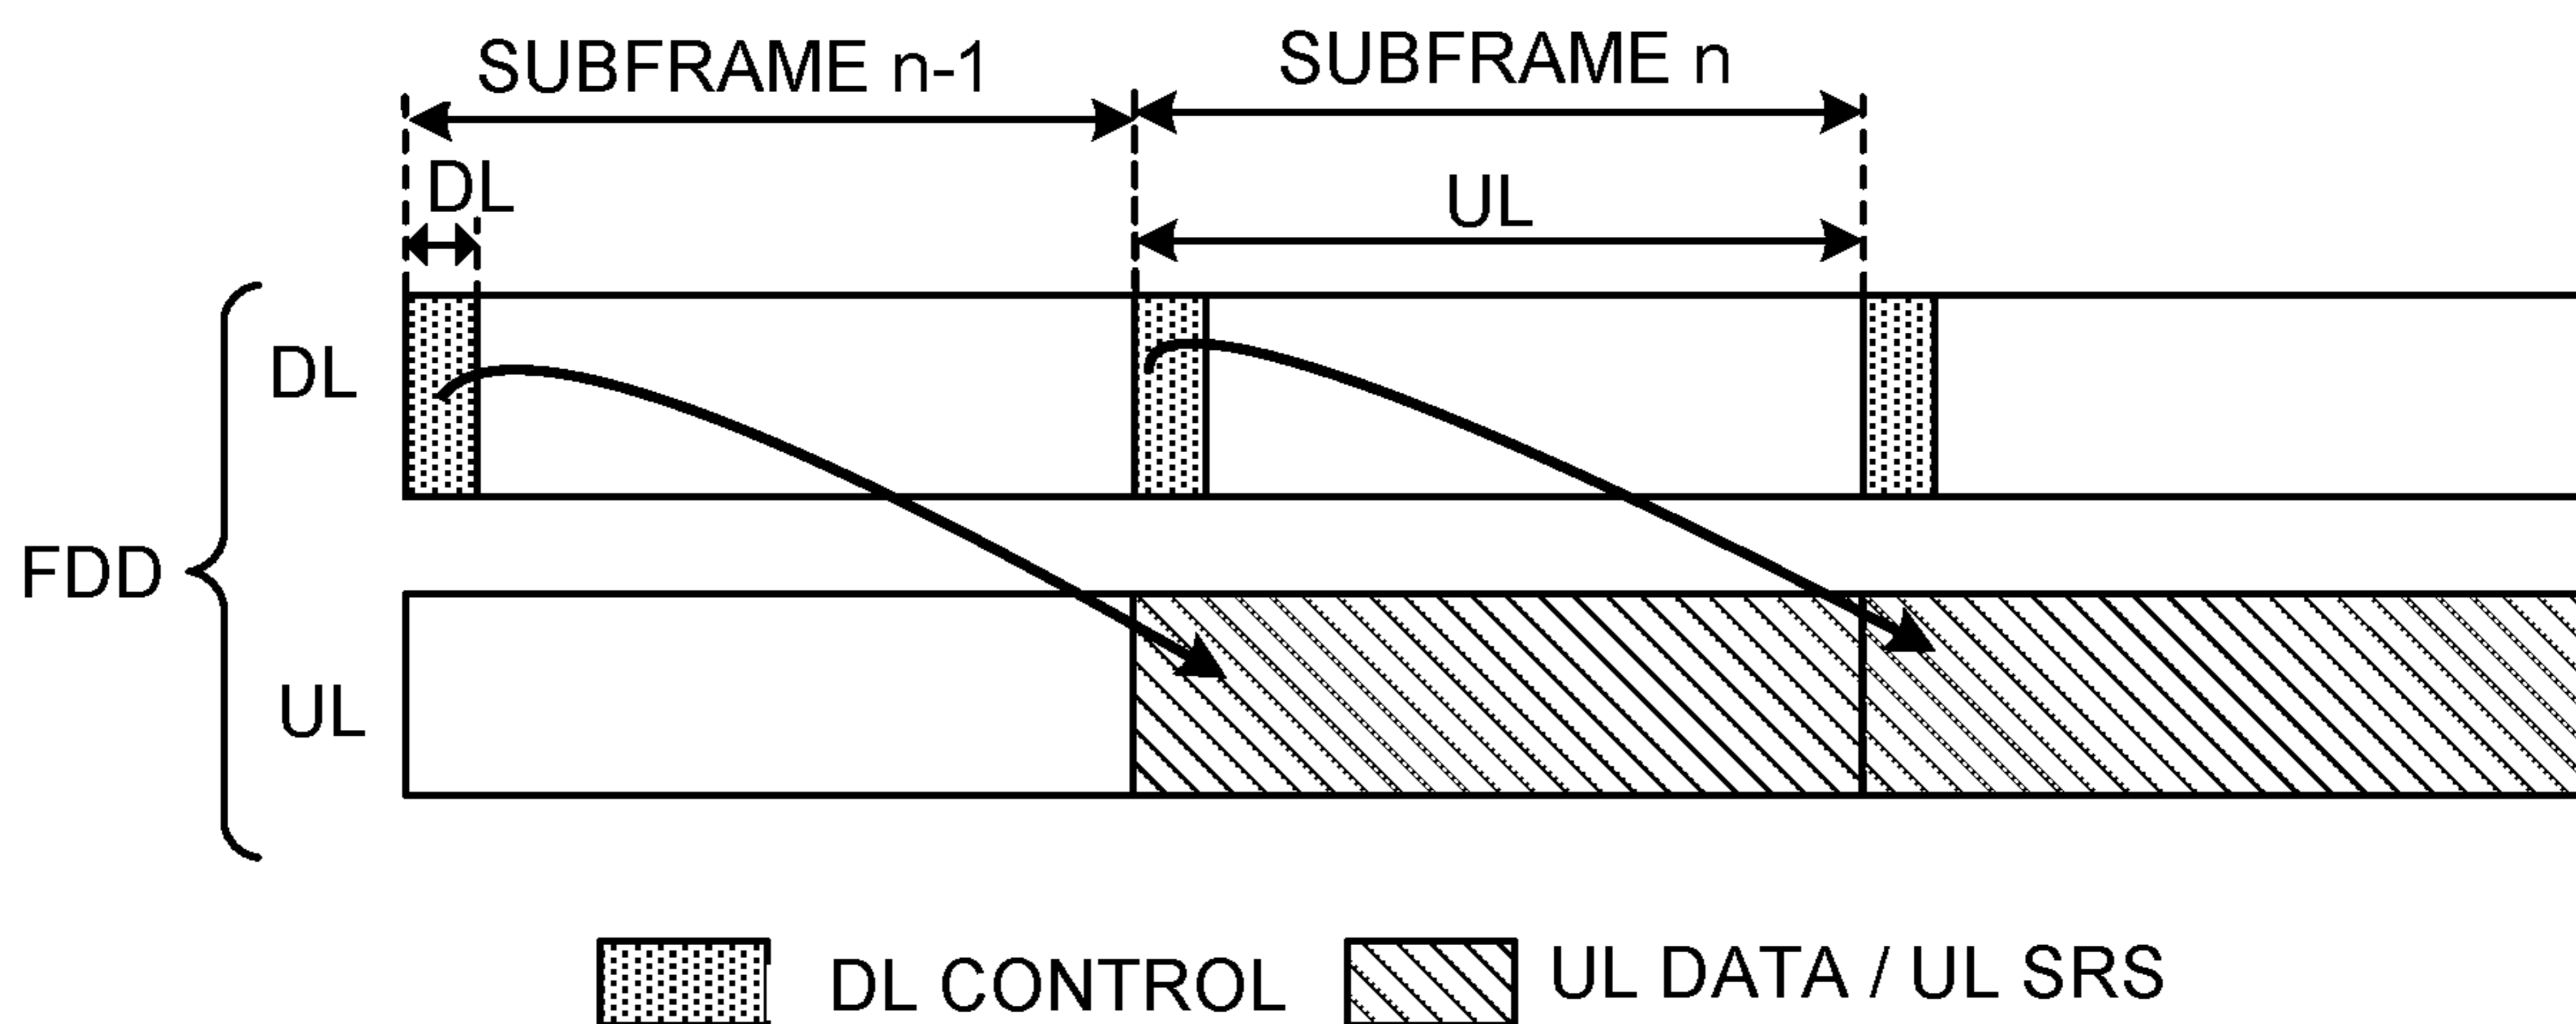 SUBFRAME n-1
SUBFRAME n
DL
UL
DL
FDD
UL
DL CONTROL
UL DATA / UL SRS